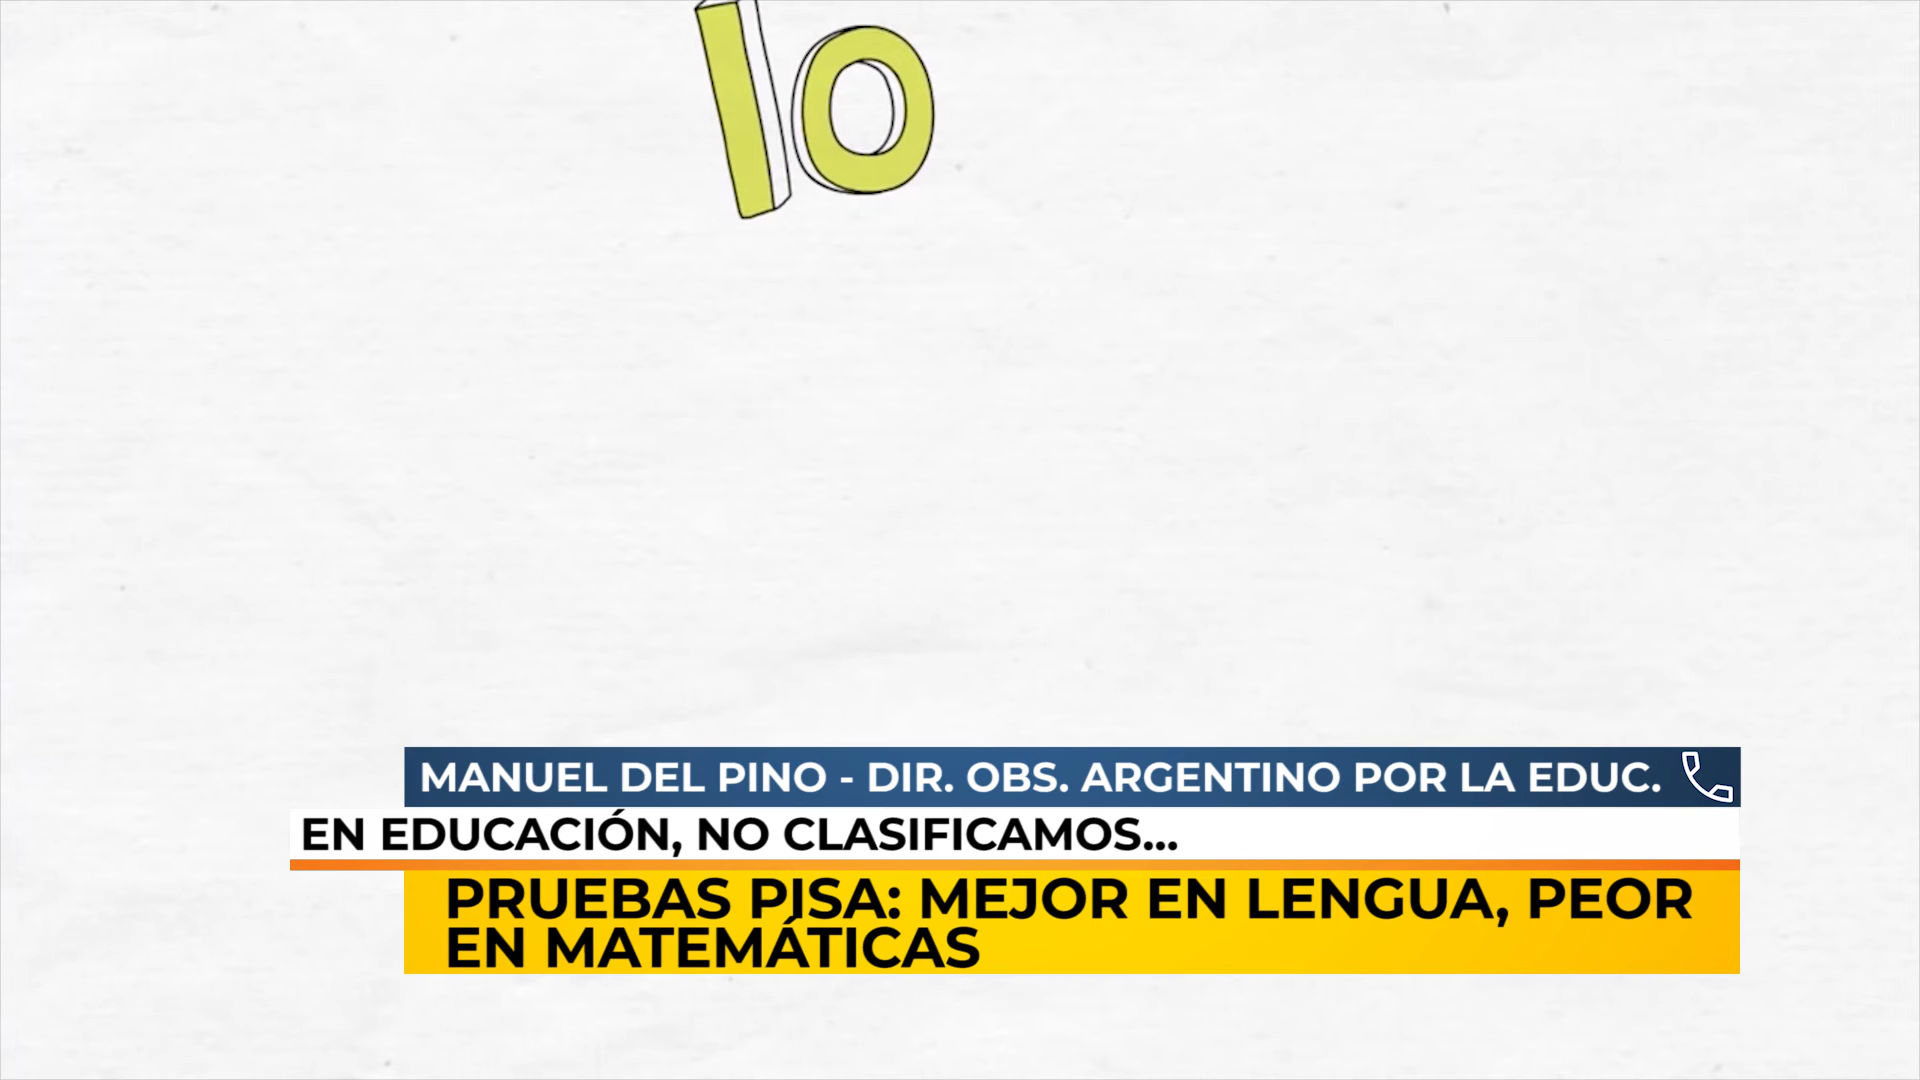 lo
MANUEL DEL PINO - DIR. OBS. ARGENTINO POR LA EDUC.
EN EDUCACIÓN, NO CLASIFICAMOS...
PRUEBAS PISA: MEJOR EN LENGUA, PEOR
EN MATEMÁTICAS